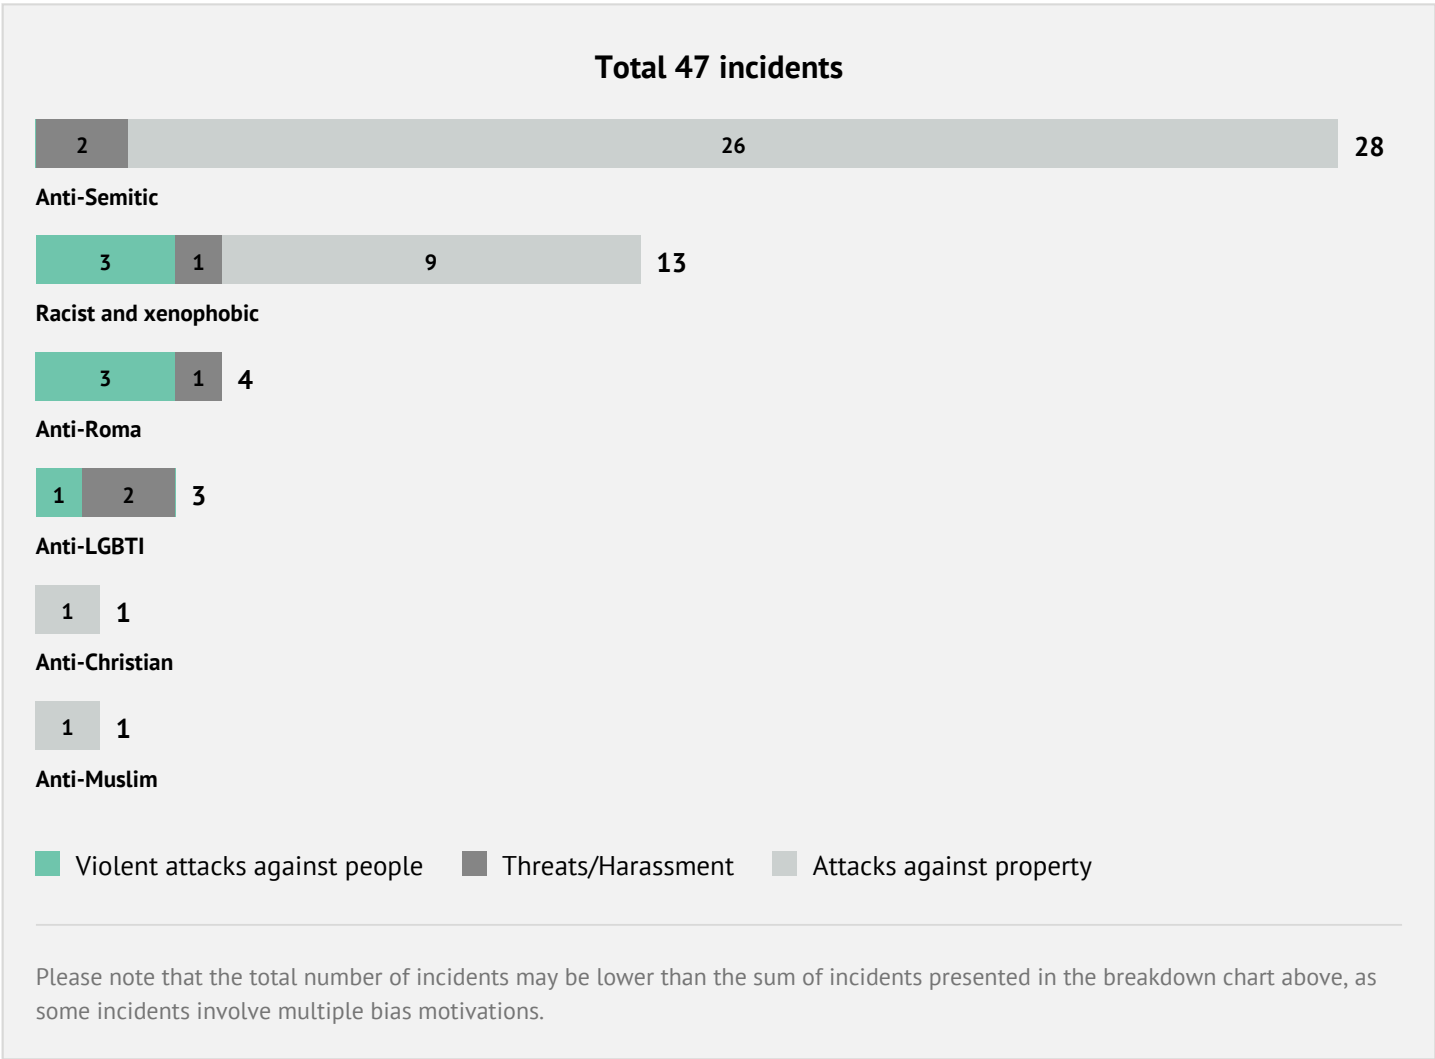 Total 47 incidents
2 26 28
Anti-Semitic
3 1 9 13
Racist and xenophobic
3 1 4
Anti-Roma
1 2 3
Anti-LGBTI
1 1
Anti-Christian
1 1
Anti-Muslim
Violent attacks against people Threats/Harassment Attacks against property
Please note that the total number of incidents may be lower than the sum of incidents presented in the breakdown chart above, as
some incidents involve multiple bias motivations.